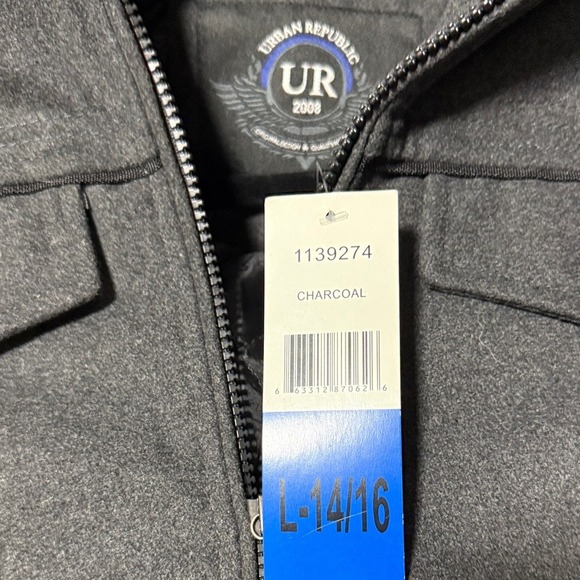 URBAN REPUBLIC
UR
2008
1139274
CHARCOAL
6 63312 87062 6
L-14/16